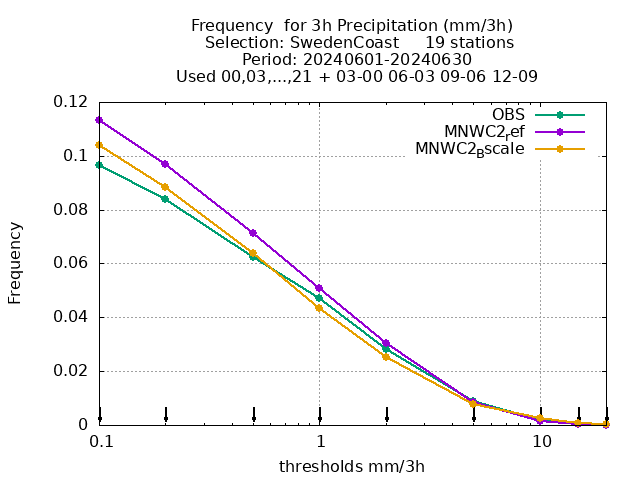 Frequency  for 3h Precipitation (mm/3h)
Selection: SwedenCoast     19 stations
Period: 20240601-20240630
Used 00,03,...,21 + 03-00 06-03 09-06 12-09
OBS
MNWC2ref
MNWC2Bscale
0.12
0.1
0.08
0.06
0.04
0.02
0
Frequency
0.1
1
10
thresholds mm/3h